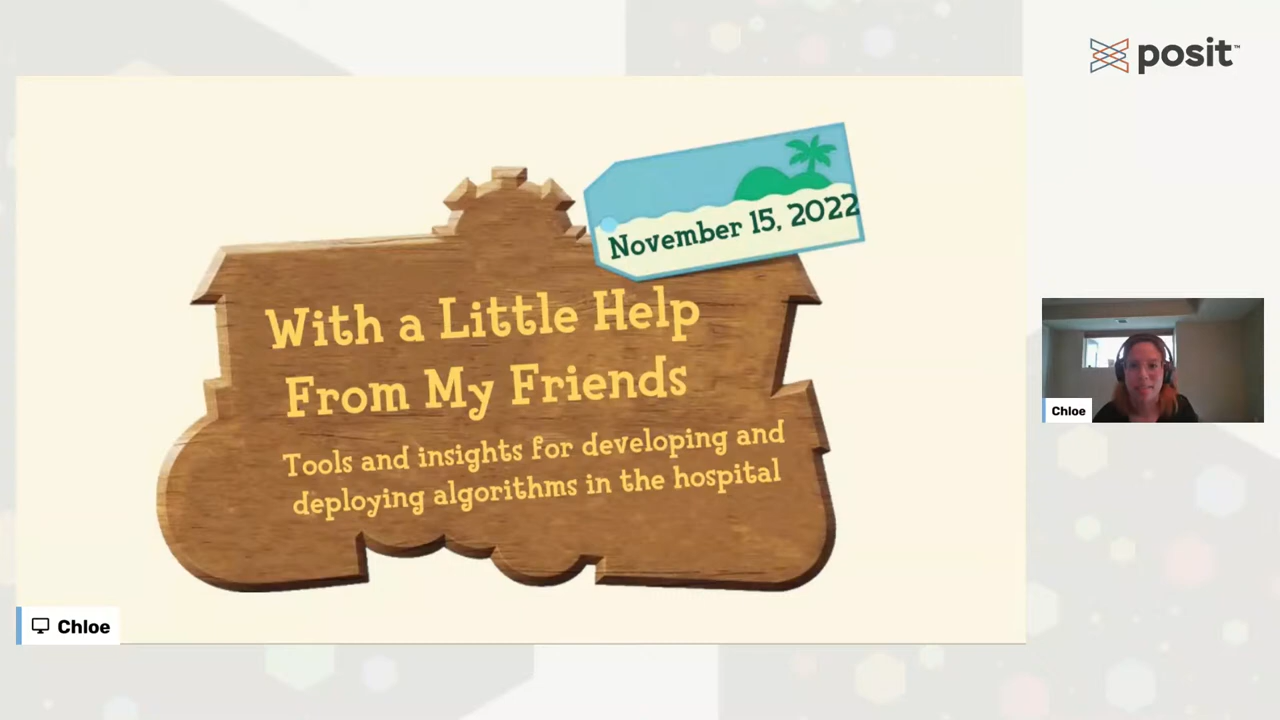 posit™
November 15, 2022
With a Little Help
From My Friends
Tools and insights for developing and
deploying algorithms in the hospital
Chloe
Chloe